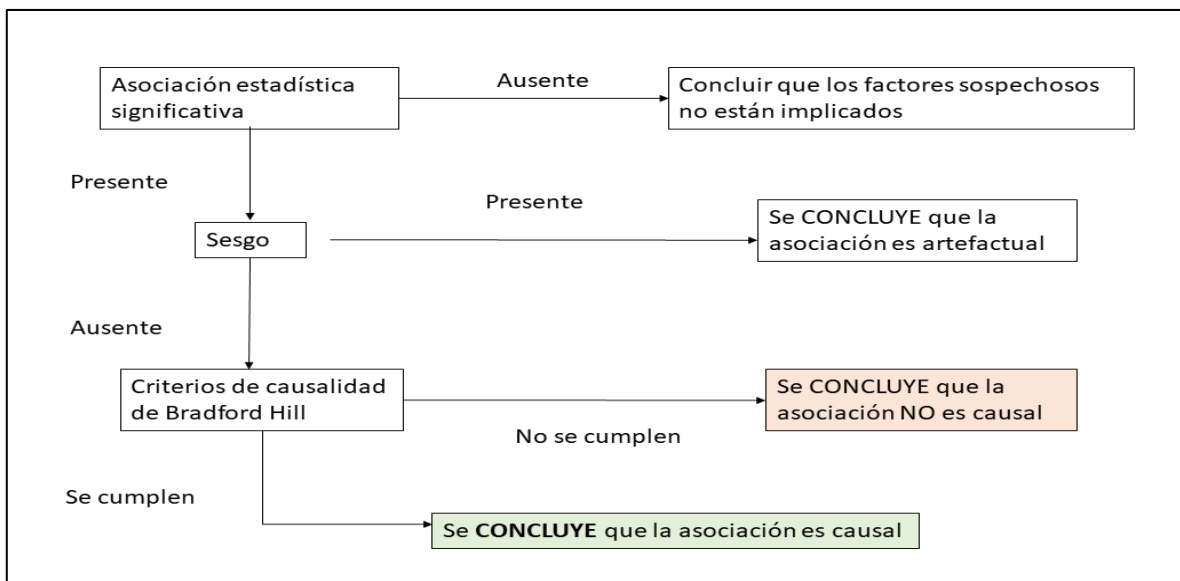 Asociación estadística
significativa
Ausente
Concluir que los factores sospechosos
no están implicados
Presente
Presente
Sesgo
Se CONCLUYE que la
asociación es artefactual
Ausente
Criterios de causalidad
de Bradford Hill
Se CONCLUYE que la
asociación NO es causal
No se cumplen
Se cumplen
Se CONCLUYE que la asociación es causal